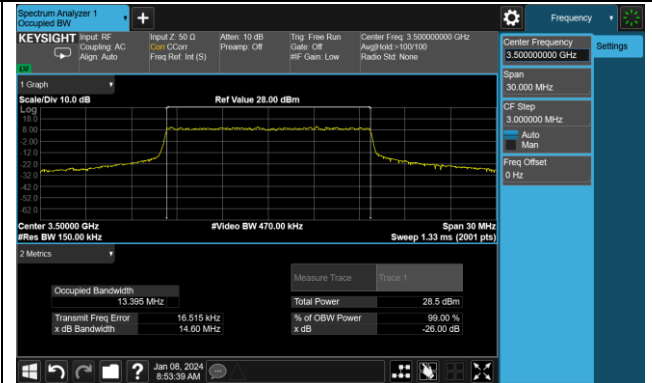 Spectrum Analyzer 1
Occupied BW
Frequency
KEYSIGHT
Input: RF
Coupling: AC
Align: Auto
Input Z: 50 Ω
Corr CCorr
Freq Ref: Int (S)
Atten: 10 dB
Preamp: Off
Trig: Free Run
Gate: Off
#IF Gain: Low
Center Freq: 3.500000000 GHz
Avg|Hold:>100/100
Radio Std: None
Center Frequency
3.500000000 GHz
Settings
Span
30.000 MHz
CF Step
3.000000 MHz
Auto
Man
Freq Offset
0 Hz
1 Graph
Scale/Div 10.0 dB
Ref Value 28.00 dBm
Log
18.0
8.00
-2.00
-12.0
-22.0
-32.0
-42.0
-52.0
-62.0
Center 3.50000 GHz
#Video BW 470.00 kHz
Span 30 MHz
#Res BW 150.00 kHz
Sweep 1.33 ms (2001 pts)
2 Metrics
Measure Trace
Trace 1
Occupied Bandwidth
13.395 MHz
Total Power
28.5 dBm
Transmit Freq Error
16.515 kHz
% of OBW Power
99.00 %
x dB Bandwidth
14.60 MHz
x dB
-26.00 dB
Jan 08, 2024
8:53:39 AM